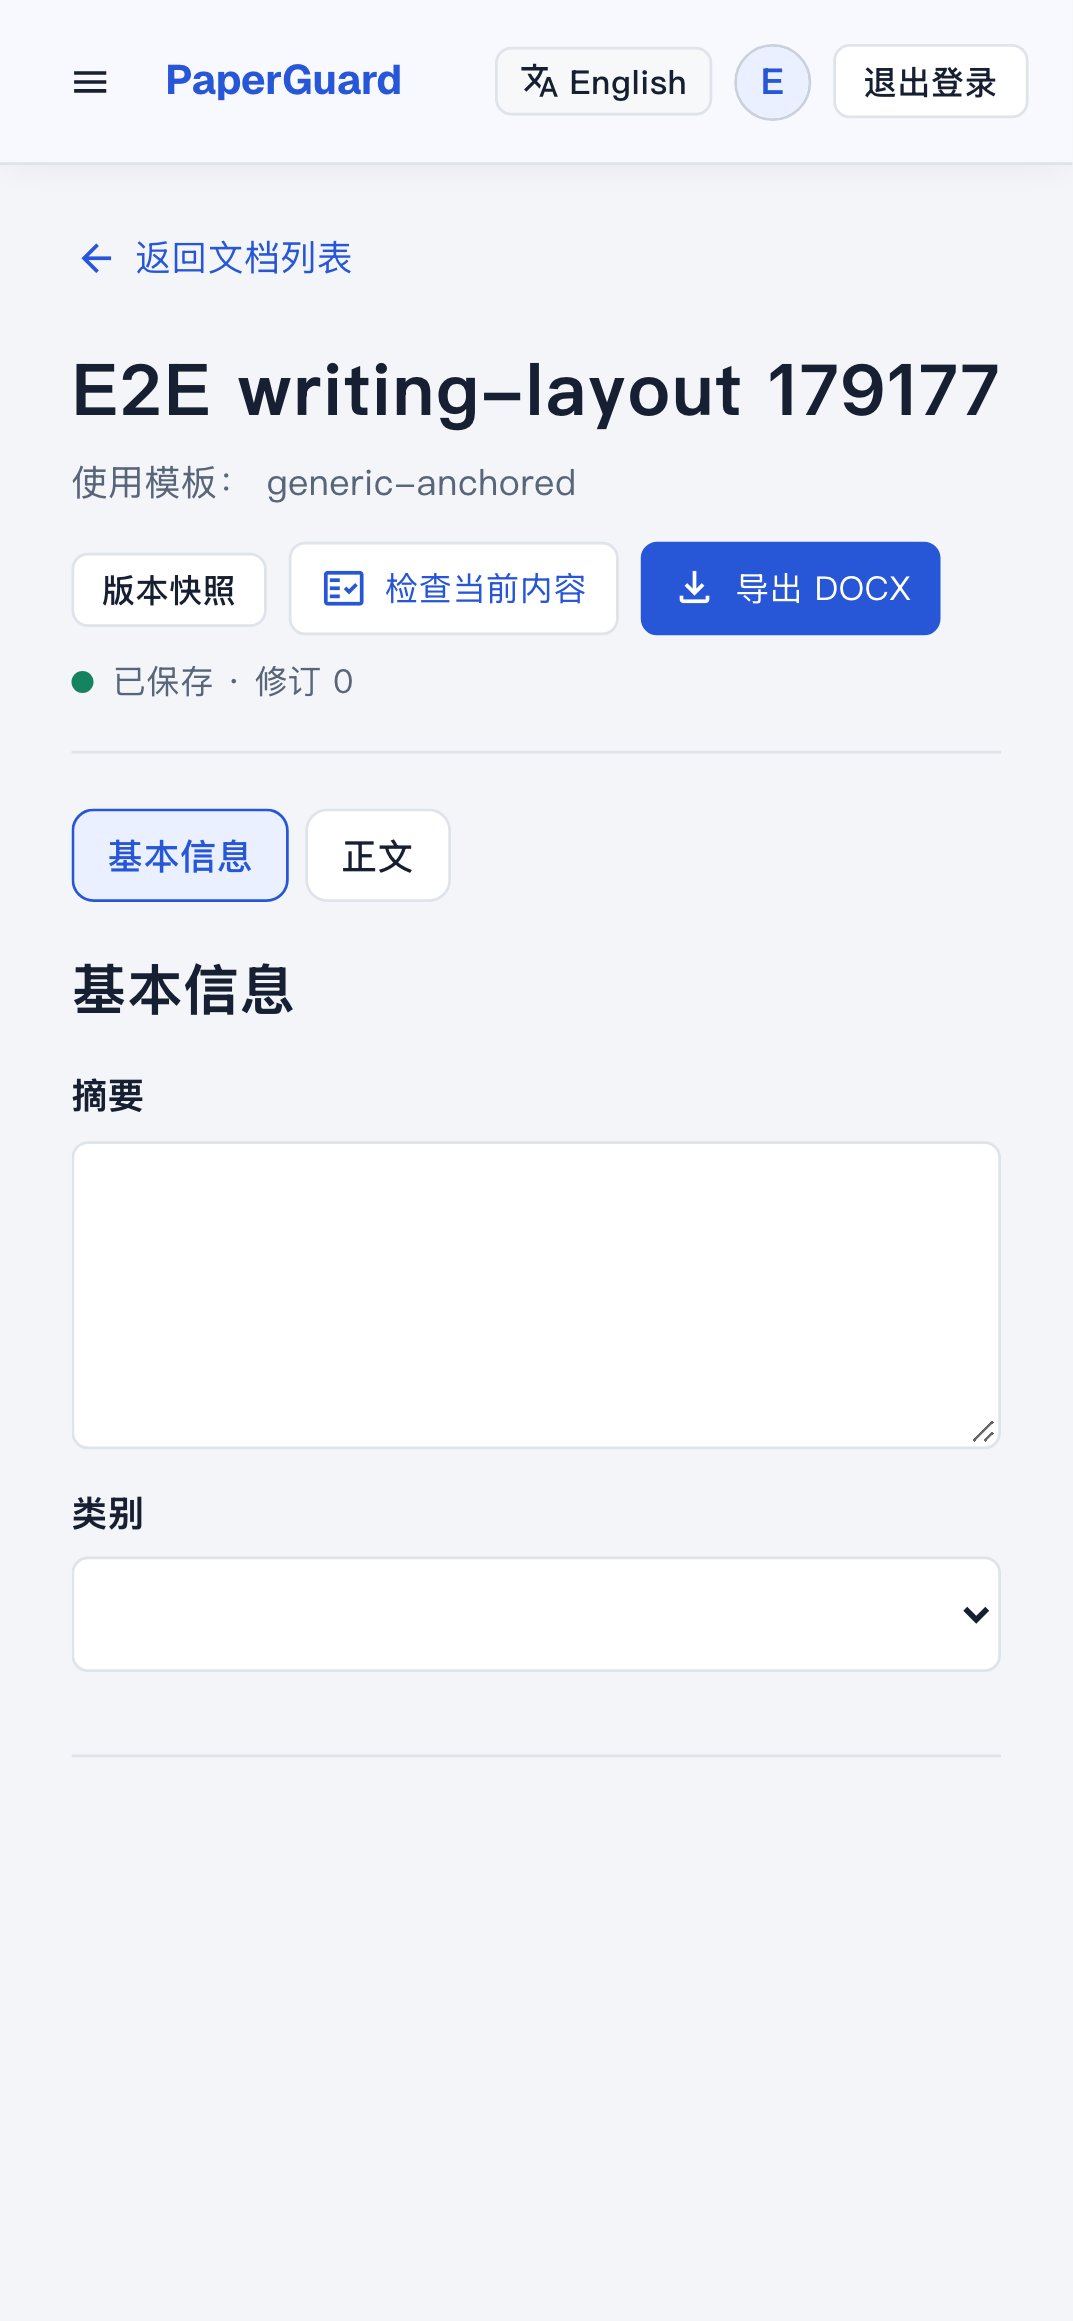 PaperGuard
English
E
退出登录
返回文档列表
E2E writing-layout 179177
使用模板： generic-anchored
版本快照
检查当前内容
导出 DOCX
已保存 · 修订 0
基本信息
正文
基本信息
摘要
类别